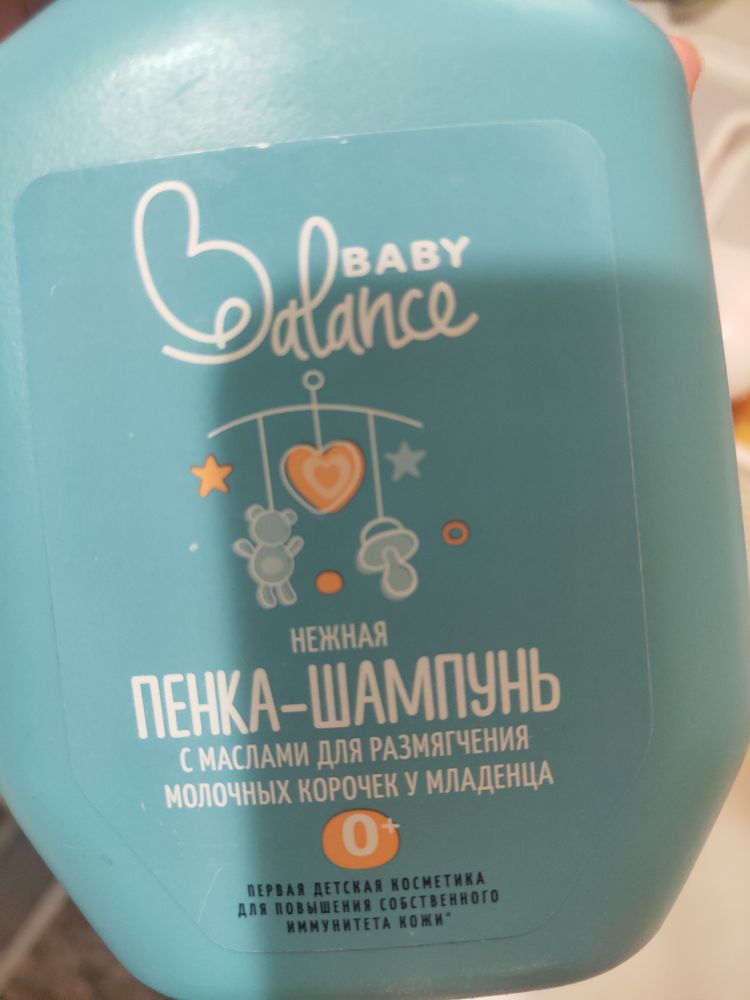 BABY
Balance
НЕЖНАЯ
ПЕНКА-ШАМПУНЬ
С МАСЛАМИ ДЛЯ РАЗМЯГЧЕНИЯ
МОЛОЧНЫХ КОРОЧЕК У МЛАДЕНЦА
0+
ПЕРВАЯ ДЕТСКАЯ КОСМЕТИКА
ДЛЯ ПОВЫШЕНИЯ СОБСТВЕННОГО
ИММУНИТЕТА КОЖИ*